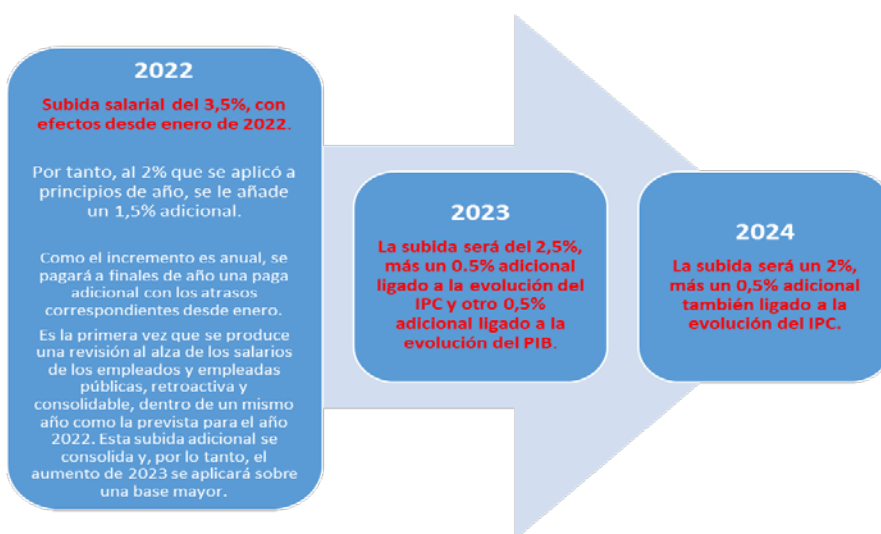 2022
Subida salarial del 3,5%, con
efectos desde enero de 2022.
Por tanto, al 2% que se aplicó a
principios de año, se le añade
un 1,5% adicional.
Como el incremento es anual, se
pagará a finales de año una paga
adicional con los atrasos
correspondientes desde enero.
Es la primera vez que se produce
una revisión al alza de los salarios
de los empleados y empleadas
públicas, retroactiva y
consolidable, dentro de un mismo
año como la prevista para el año
2022. Esta subida adicional se
consolida y, por lo tanto, el
aumento de 2023 se aplicará sobre
una base mayor.
2023
La subida será del 2,5%,
más un 0.5% adicional
ligado a la evolución del
IPC y otro 0,5%
adicional ligado a la
evolución del PIB.
2024
La subida será un 2%,
más un 0,5% adicional
también ligado a la
evolución del IPC.